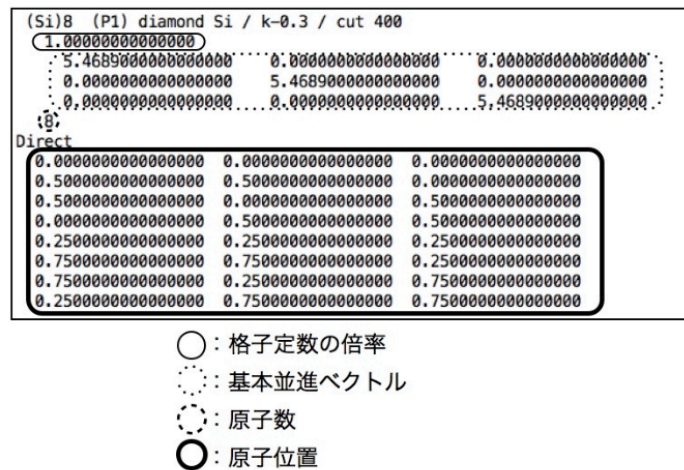 (Si)8 (P1) diamond Si / k-0.3 / cut 400
1.00000000000000
5.4689000000000000 0.0000000000000000 0.0000000000000000
0.0000000000000000 5.4689000000000000 0.0000000000000000
0.0000000000000000 0.0000000000000000 5.4689000000000000
8
Direct
0.0000000000000000 0.0000000000000000 0.0000000000000000
0.5000000000000000 0.5000000000000000 0.0000000000000000
0.5000000000000000 0.0000000000000000 0.5000000000000000
0.0000000000000000 0.5000000000000000 0.5000000000000000
0.2500000000000000 0.2500000000000000 0.2500000000000000
0.7500000000000000 0.7500000000000000 0.2500000000000000
0.7500000000000000 0.2500000000000000 0.7500000000000000
0.2500000000000000 0.7500000000000000 0.7500000000000000
:格子定数の倍率
:基本並進ベクトル
:原子数
:原子位置